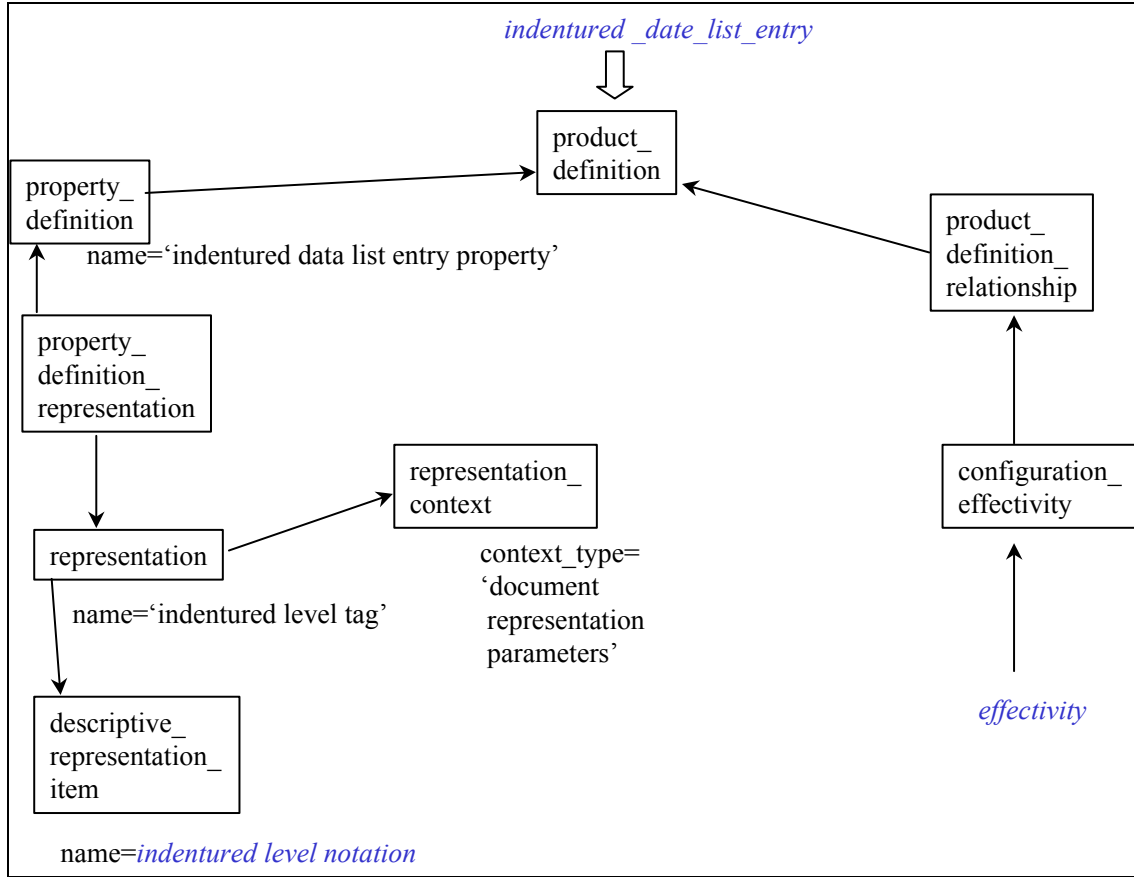 indentured _date_list_entry
product_
definition
property_
definition
name=‘indentured data list entry property’
product_
definition_
relationship
property_
definition_
representation
representation_
context
configuration_
effectivity
representation
context_type=
‘document
representation
parameters’
name=‘indentured level tag’
descriptive_
representation_
item
effectivity
name=indentured level notation